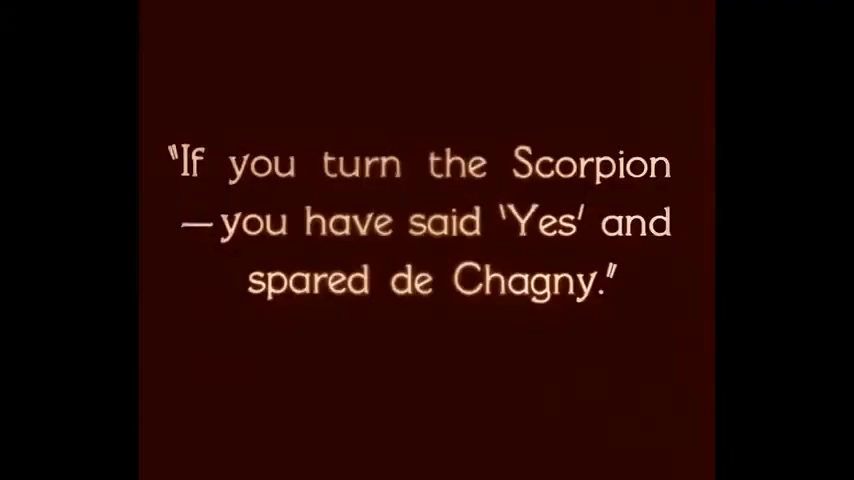 "If you turn the Scorpion
—you have said 'Yes' and
spared de Chagny."